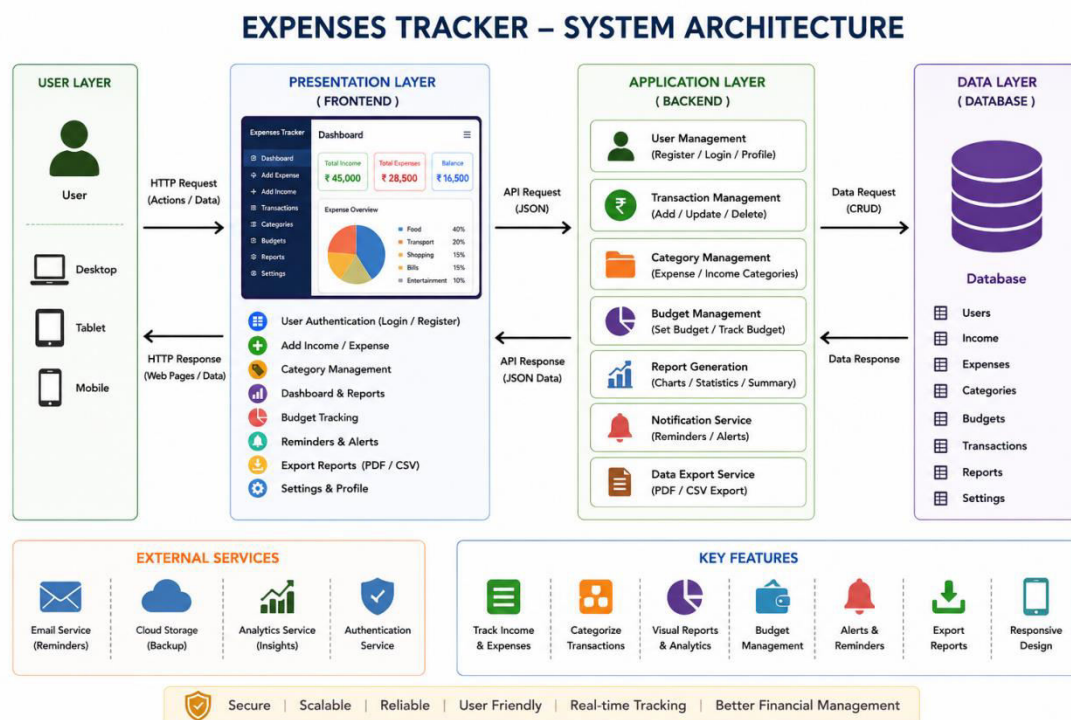 EXPENSES TRACKER – SYSTEM ARCHITECTURE
USER LAYER
User
Desktop
Tablet
Mobile
HTTP Request
(Actions / Data)
HTTP Response
(Web Pages / Data)
PRESENTATION LAYER
( FRONTEND )
Expenses Tracker
Dashboard
Add Expense
Add Income
Transactions
Categories
Budgets
Reports
Settings
Dashboard
Total Income
₹ 45,000
Total Expenses
₹ 28,500
Balance
₹ 16,500
Expense Overview
Food 40%
Transport 20%
Shopping 15%
Bills 15%
Entertainment 10%
User Authentication (Login / Register)
Add Income / Expense
Category Management
Dashboard & Reports
Budget Tracking
Reminders & Alerts
Export Reports (PDF / CSV)
Settings & Profile
API Request
(JSON)
API Response
(JSON Data)
APPLICATION LAYER
( BACKEND )
User Management
(Register / Login / Profile)
₹
Transaction Management
(Add / Update / Delete)
Category Management
(Expense / Income Categories)
Budget Management
(Set Budget / Track Budget)
Report Generation
(Charts / Statistics / Summary)
Notification Service
(Reminders / Alerts)
Data Export Service
(PDF / CSV Export)
Data Request
(CRUD)
Data Response
DATA LAYER
( DATABASE )
Database
Users
Income
Expenses
Categories
Budgets
Transactions
Reports
Settings
EXTERNAL SERVICES
Email Service
(Reminders)
Cloud Storage
(Backup)
Analytics Service
(Insights)
Authentication
Service
KEY FEATURES
Track Income
& Expenses
Categorize
Transactions
Visual Reports
& Analytics
Budget
Management
Alerts &
Reminders
Export
Reports
Responsive
Design
Secure | Scalable | Reliable | User Friendly | Real-time Tracking | Better Financial Management